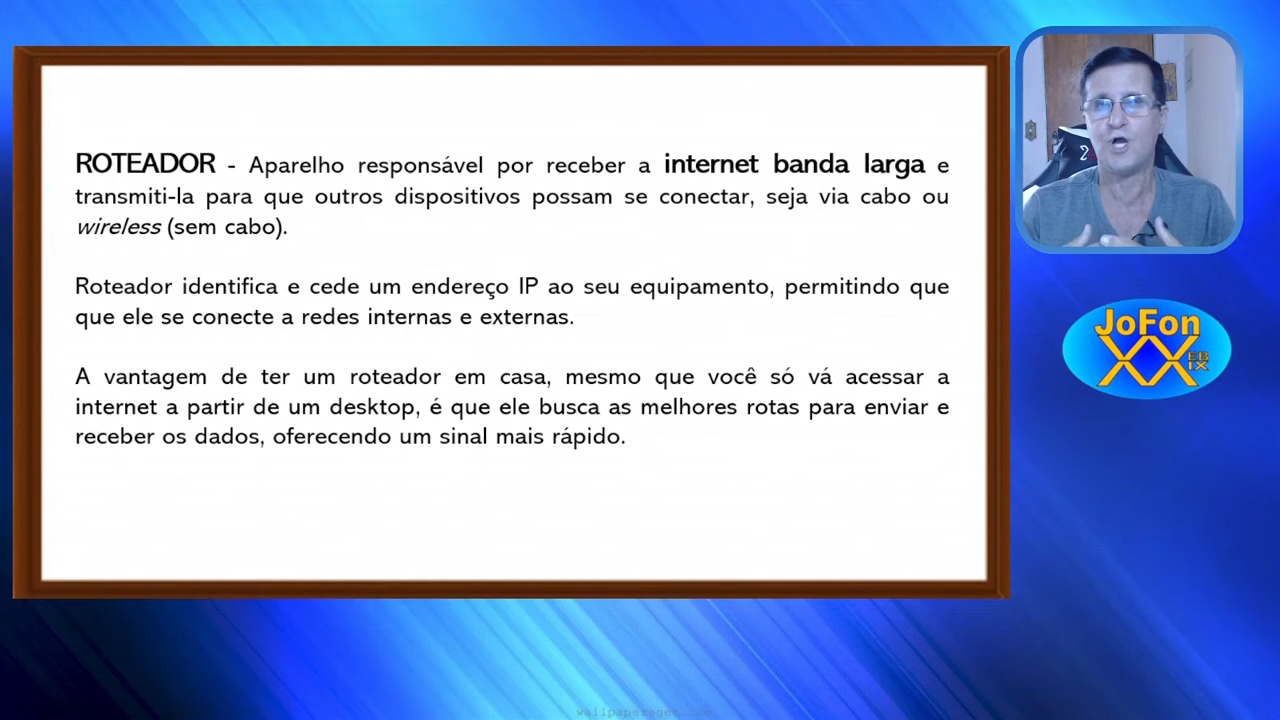 ROTEADOR - Aparelho responsável por receber a internet banda larga e
transmiti-la para que outros dispositivos possam se conectar, seja via cabo ou
wireless (sem cabo).
Roteador identifica e cede um endereço IP ao seu equipamento, permitindo que
que ele se conecte a redes internas e externas.
A vantagem de ter um roteador em casa, mesmo que você só vá acessar a
internet a partir de um desktop, é que ele busca as melhores rotas para enviar e
receber os dados, oferecendo um sinal mais rápido.
JoFon
XX
EB
IX